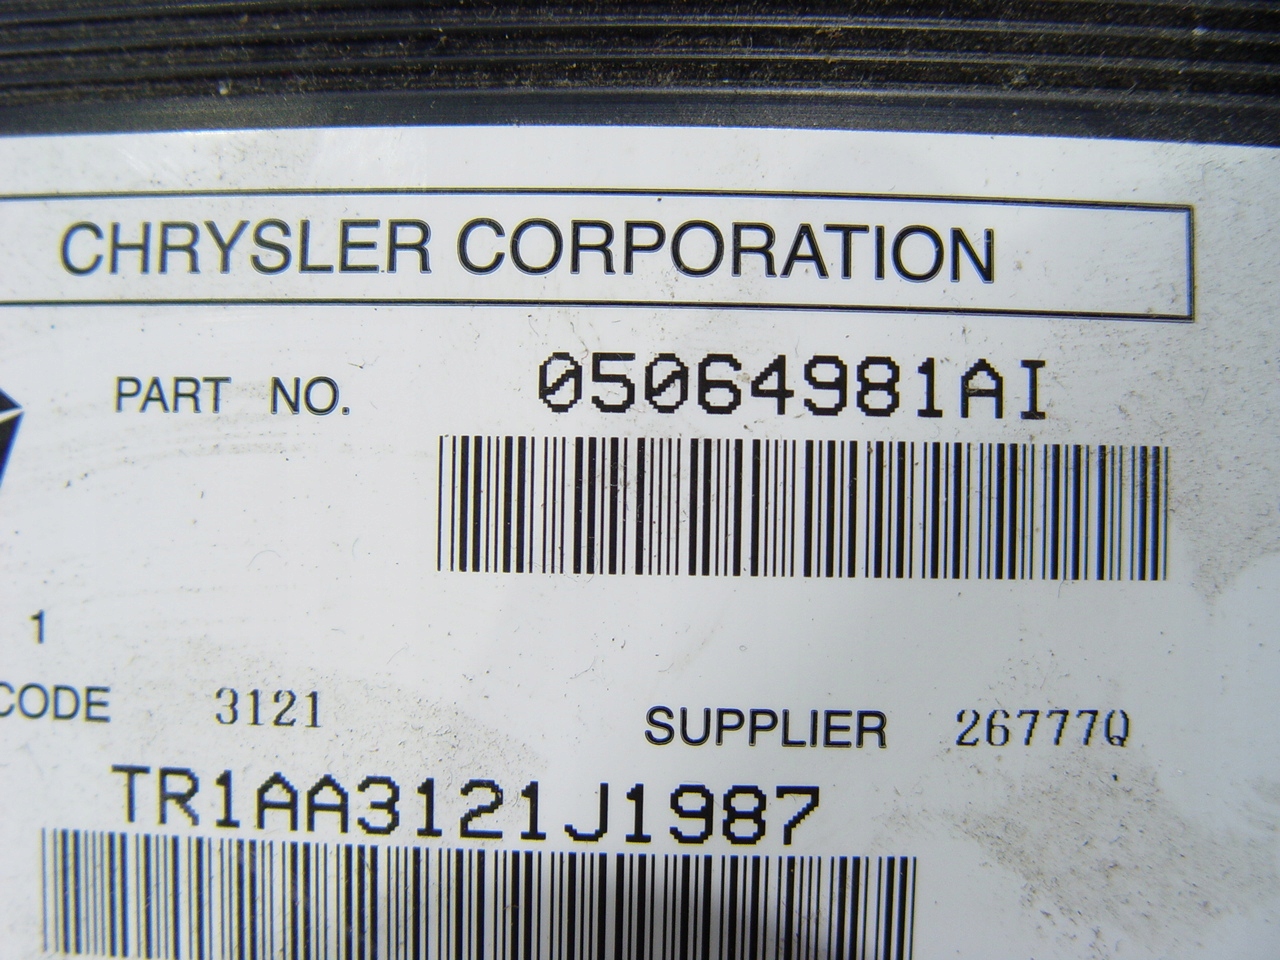 CHRYSLER CORPORATION
PART NO. 05064981AI
1
CODE 3121 SUPPLIER 26777Q
TR1AA3121J1987